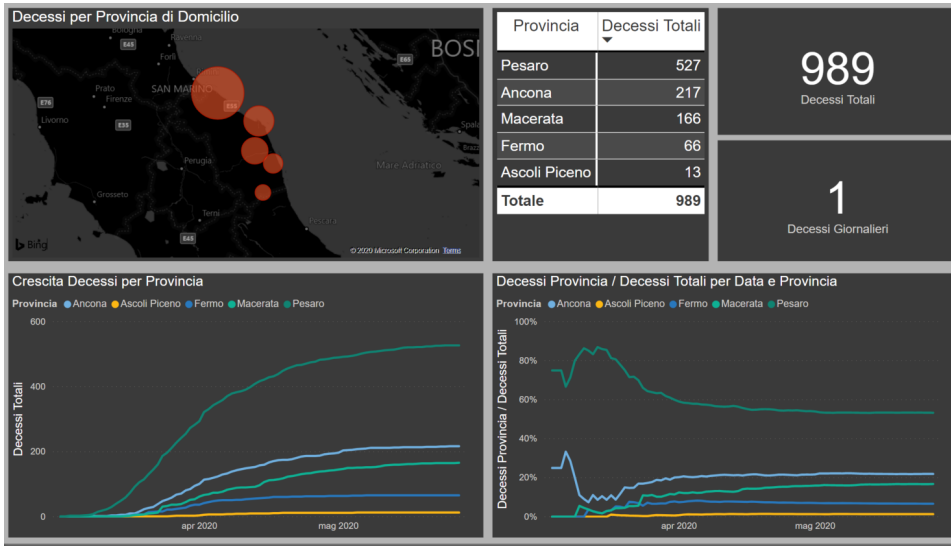 Decessi per Provincia di Domicilio
Bologna
Ravenna
E45
Forlì
BOS
E65
Prato
Firenze
SAN MARINO
E76
E55
Livorno
E35
Spal
Perugia
Mare Adriatico
Grosseto
Terni
Pescara
E45
Bing
© 2020 Microsoft Corporation Terms
Provincia Decessi Totali
Pesaro 527
Ancona 217
Macerata 166
Fermo 66
Ascoli Piceno 13
Totale 989
989
Decessi Totali
1
Decessi Giornalieri
Crescita Decessi per Provincia
Provincia Ancona Ascoli Piceno Fermo Macerata Pesaro
600
400
200
0
Decessi Totali
apr 2020 mag 2020
Decessi Provincia / Decessi Totali per Data e Provincia
Provincia Ancona Ascoli Piceno Fermo Macerata Pesaro
100%
80%
60%
40%
20%
0%
Decessi Provincia / Decessi Totali
apr 2020 mag 2020